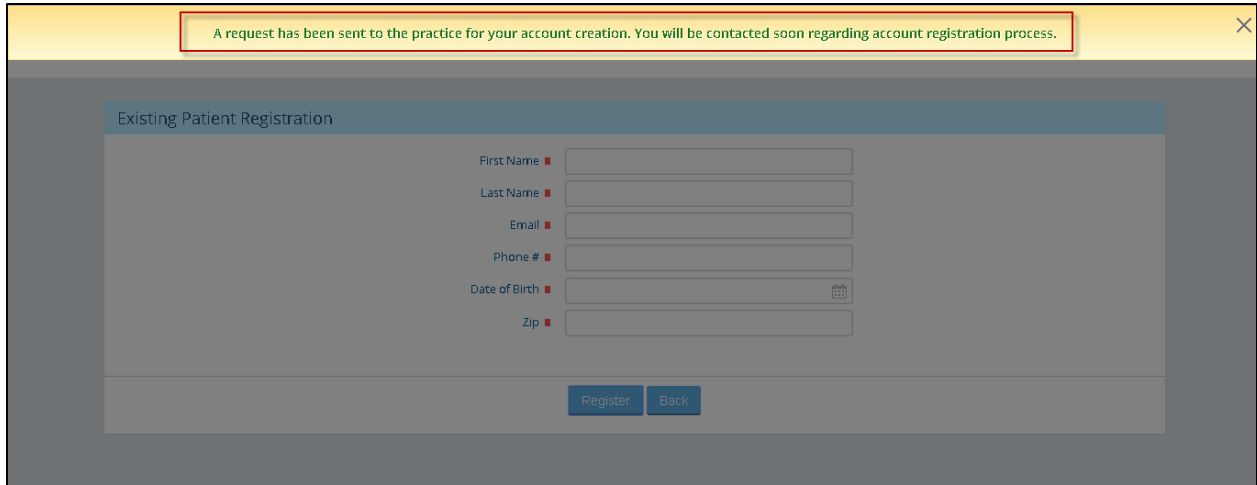 A request has been sent to the practice for your account creation. You will be contacted soon regarding account registration process.
Existing Patient Registration
First Name
Last Name
Email
Phone #
Date of Birth
Zip
Register Back